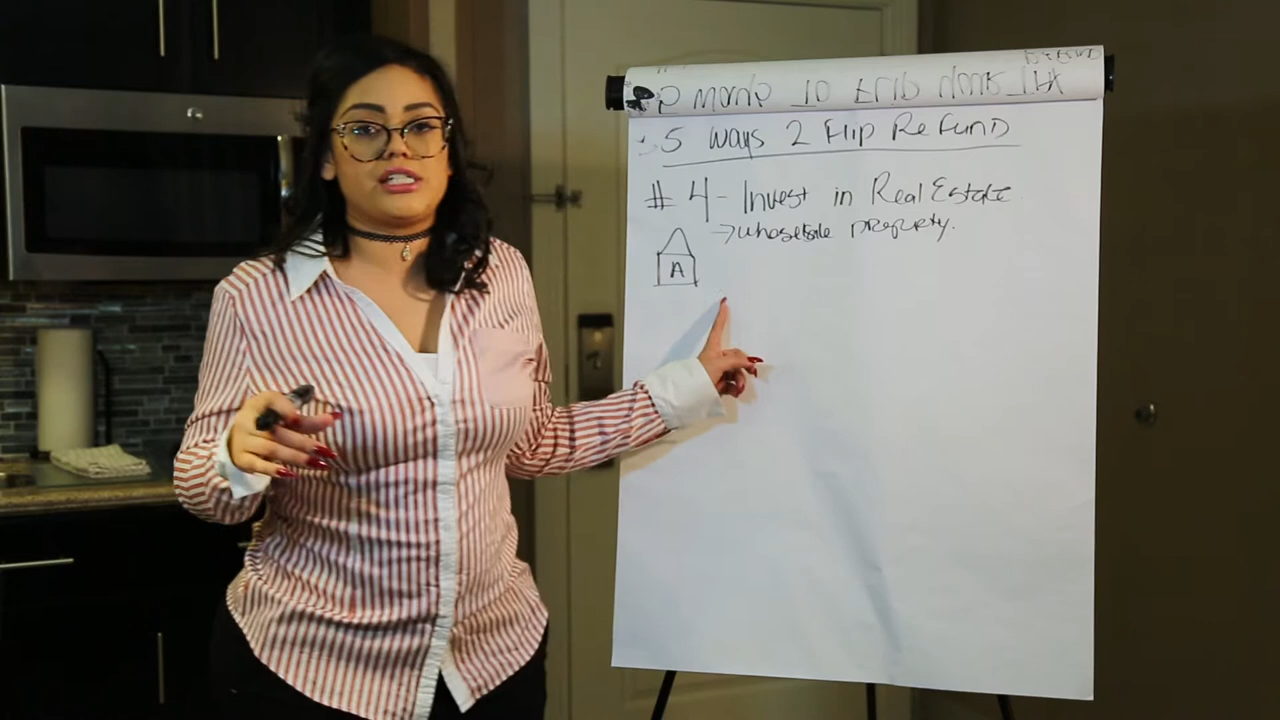 5 Ways 2 Flip Refund
# 4 - Invest in Real Estate
→ wholesale property.
A